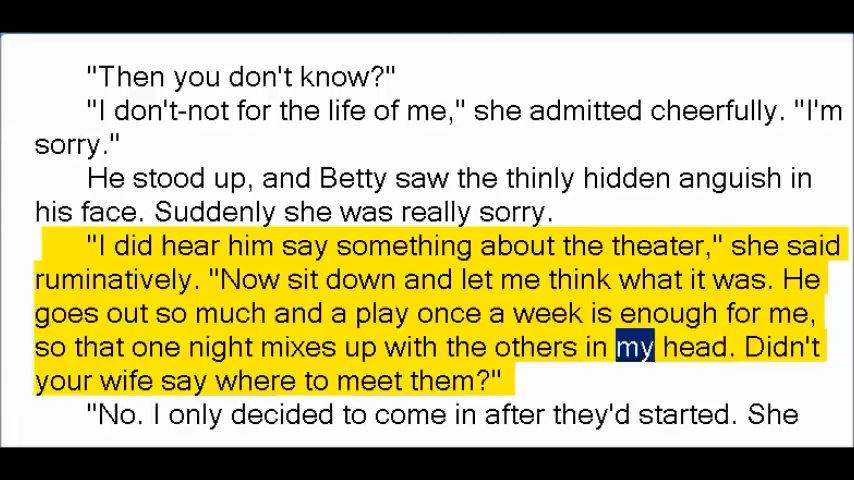 "Then you don't know?"
"I don't-not for the life of me," she admitted cheerfully. "I'm
sorry."
He stood up, and Betty saw the thinly hidden anguish in
his face. Suddenly she was really sorry.
"I did hear him say something about the theater," she said
ruminatively. "Now sit down and let me think what it was. He
goes out so much and a play once a week is enough for me,
so that one night mixes up with the others in my head. Didn't
your wife say where to meet them?"
"No. I only decided to come in after they'd started. She